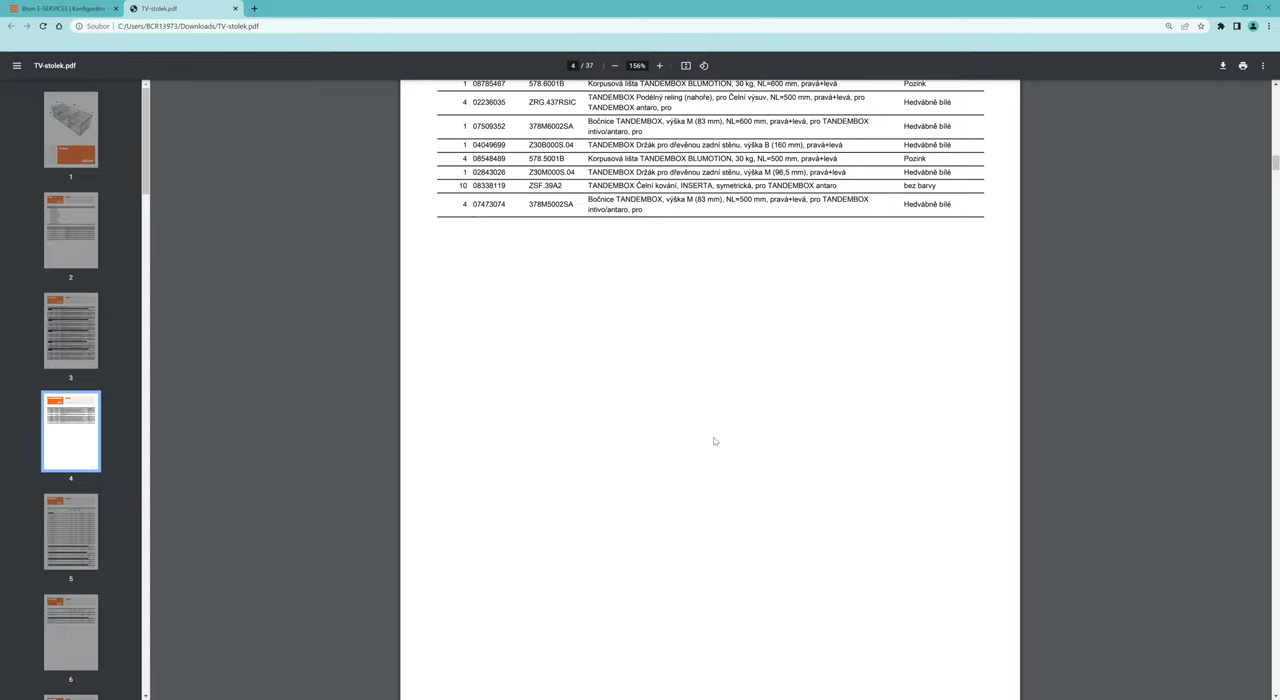 Blum E-SERVICES | Konfigurátor
TV-stolek.pdf
Soubor
C:/Users/BCR13973/Downloads/TV-stolek.pdf
TV-stolek.pdf
4 / 37
156%
1 08785467 578.6001B Korpusová lišta TANDEMBOX BLUMOTION, 30 kg, NL=600 mm, pravá+levá Pozink
4 02236035 ZRG.437RSIC TANDEMBOX Podélný reling (nahoře), pro Čelní výsuv, NL=500 mm, pravá+levá, pro
TANDEMBOX antaro, pro Hedvábně bílé
1 07509352 378M6002SA Bočnice TANDEMBOX, výška M (83 mm), NL=600 mm, pravá+levá, pro TANDEMBOX
intivo/antaro, pro Hedvábně bílé
1 04049699 Z30B000S.04 TANDEMBOX Držák pro dřevěnou zadní stěnu, výška B (160 mm), pravá+levá Hedvábně bílé
4 08548489 578.5001B Korpusová lišta TANDEMBOX BLUMOTION, 30 kg, NL=500 mm, pravá+levá Pozink
1 02843026 Z30M000S.04 TANDEMBOX Držák pro dřevěnou zadní stěnu, výška M (96,5 mm), pravá+levá Hedvábně bílé
10 08338119 ZSF.39A2 TANDEMBOX Čelní kování, INSERTA, symetrická, pro TANDEMBOX antaro bez barvy
4 07473074 378M5002SA Bočnice TANDEMBOX, výška M (83 mm), NL=500 mm, pravá+levá, pro TANDEMBOX
intivo/antaro, pro Hedvábně bílé
1
2
3
4
5
6